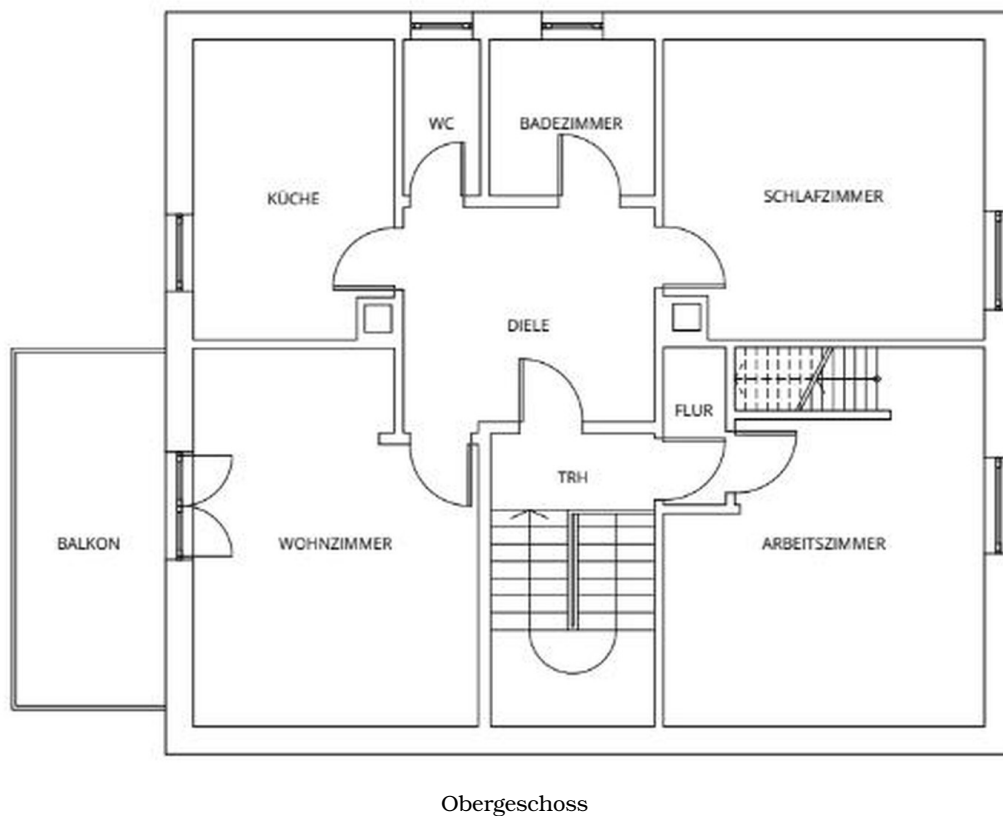 WC
BADEZIMMER
KÜCHE
SCHLAFZIMMER
DIELE
FLUR
TRH
BALKON
WOHNZIMMER
ARBEITSZIMMER
Obergeschoss